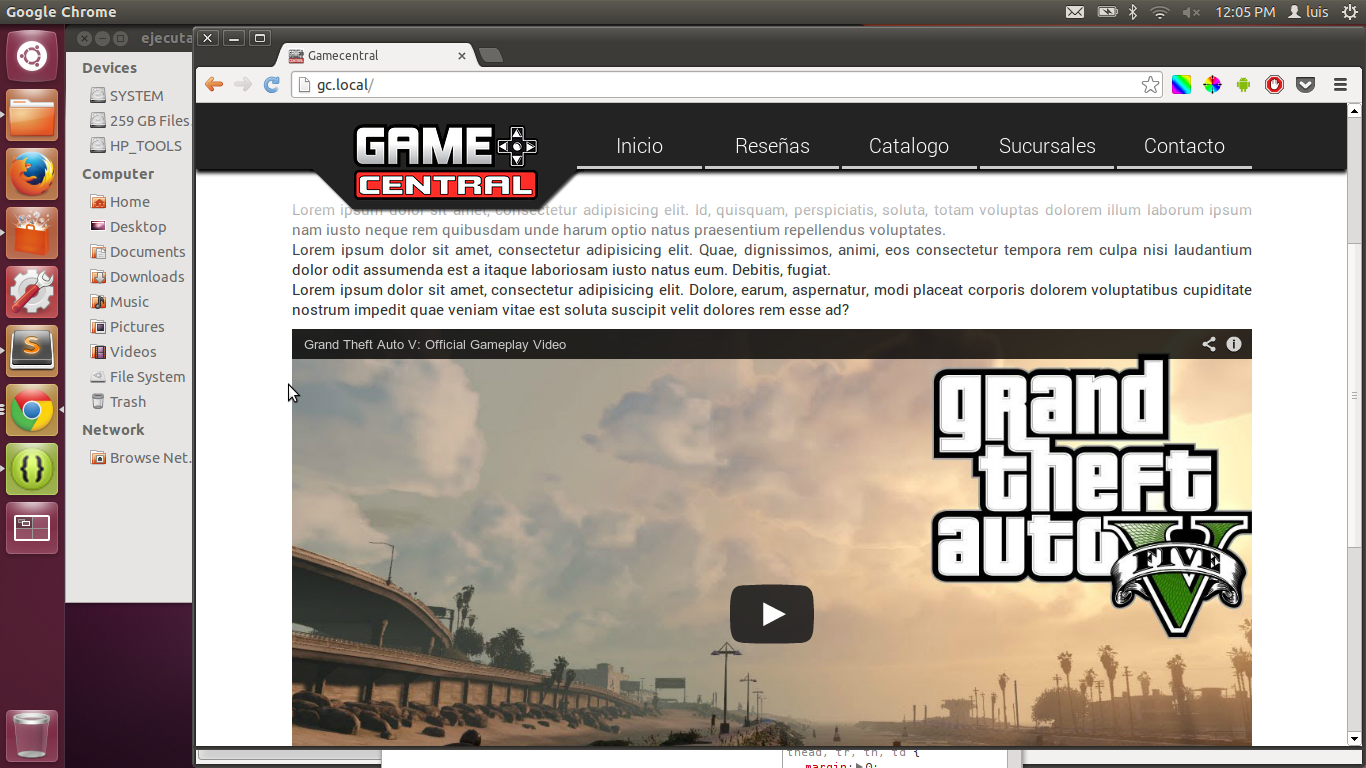 Google Chrome
12:05 PM
luis
ejecuta
Devices
SYSTEM
259 GB Files.
HP_TOOLS
Computer
Home
Desktop
Documents
Downloads
Music
Pictures
Videos
File System
Trash
Network
Browse Net.
Gamecentral
gc.local/
GAME
CENTRAL
Inicio
Reseñas
Catalogo
Sucursales
Contacto
Lorem ipsum dolor sit amet, consectetur adipisicing elit. Id, quisquam, perspiciatis, soluta, totam voluptas dolorem illum laborum ipsum
nam iusto neque rem quibusdam unde harum optio natus praesentium repellendus voluptates.
Lorem ipsum dolor sit amet, consectetur adipisicing elit. Quae, dignissimos, animi, eos consectetur tempora rem culpa nisi laudantium
dolor odit assumenda est a itaque laboriosam iusto natus eum. Debitis, fugiat.
Lorem ipsum dolor sit amet, consectetur adipisicing elit. Dolore, earum, aspernatur, modi placeat corporis dolorem voluptatibus cupiditate
nostrum impedit quae veniam vitae est soluta suscipit velit dolores rem esse ad?
Grand Theft Auto V: Official Gameplay Video
grand
theft
auto V
FIVE
thead, tr, th, td {
margin: 0;